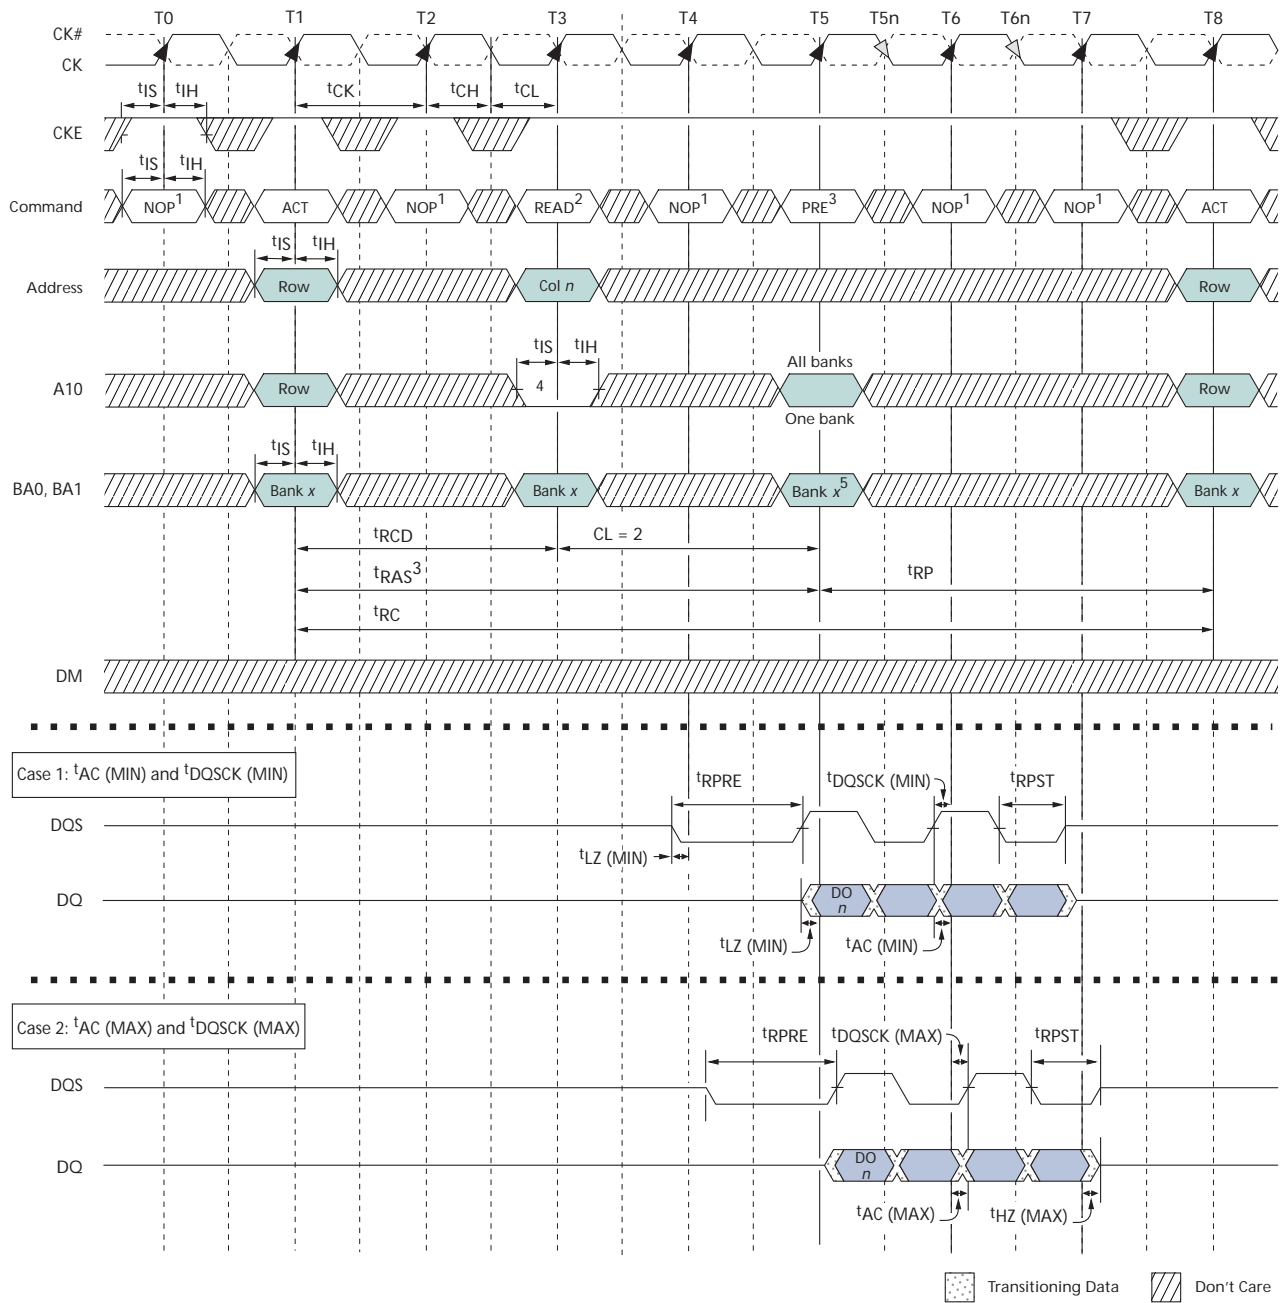 T0 T1 T2 T3 T4 T5 T5n T6 T6n T7 T8
CK#
CK
tIS tIH tCK tCH tCL
CKE
tIS tIH
Command NOP1 ACT NOP1 READ2 NOP1 PRE3 NOP1 NOP1 ACT
tIS tIH
Address Row Col n Row
tIS tIH All banks
A10 Row 4 Row
One bank
tIS tIH
BA0, BA1 Bank x Bank x Bank x5 Bank x
tRCD CL = 2
tRAS3 tRP
tRC
DM
Case 1: tAC (MIN) and tDQSCK (MIN)
tRPRE tDQSCK (MIN) tRPST
DQS
tLZ (MIN)
DQ DO
n
tLZ (MIN) tAC (MIN)
Case 2: tAC (MAX) and tDQSCK (MAX)
tRPRE tDQSCK (MAX) tRPST
DQS
DQ DO
n
tAC (MAX) tHZ (MAX)
Transitioning Data Don't Care